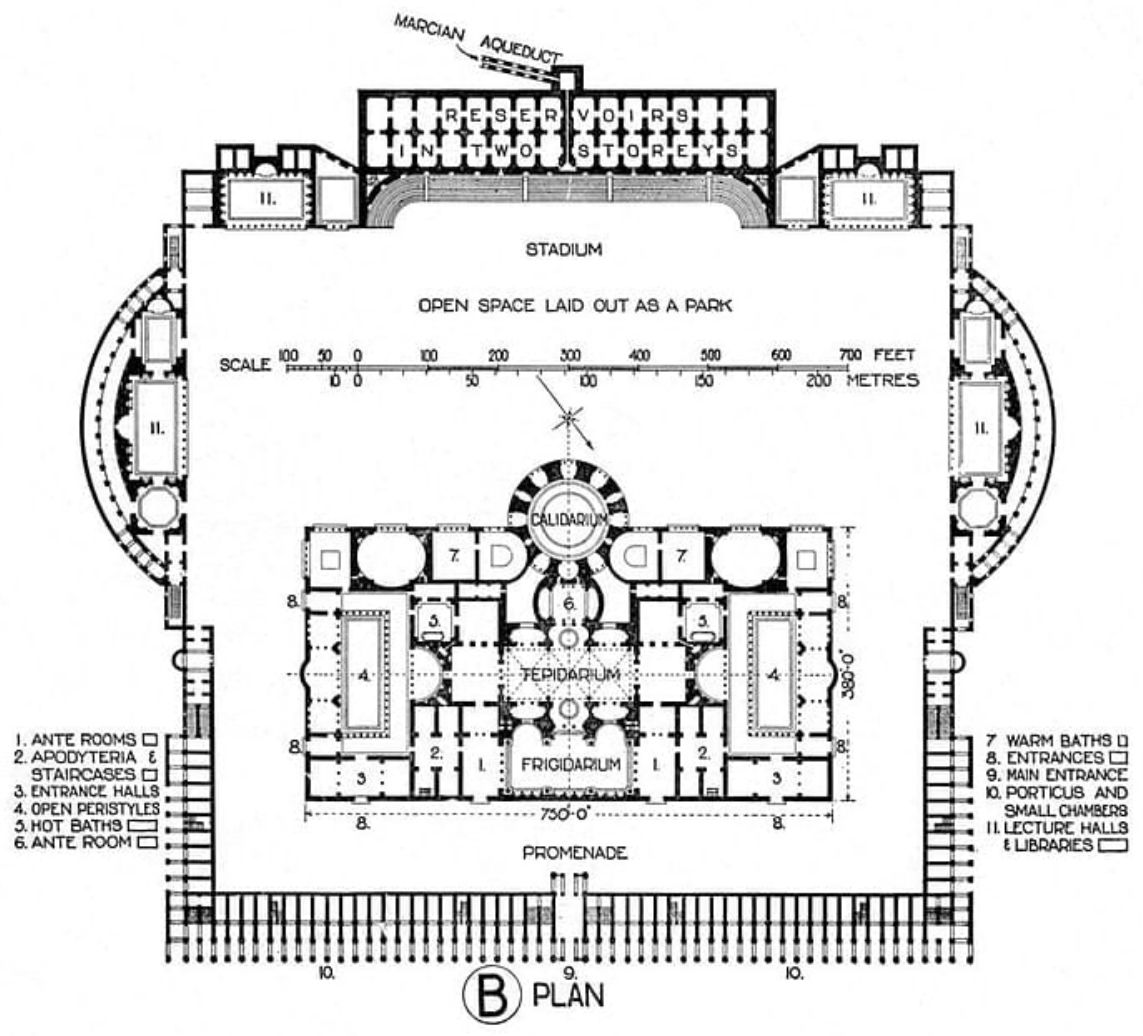 MARCIAN AQUEDUCT
RESERVOIRS
IN TWO STOREYS
11.
11.
STADIUM
OPEN SPACE LAID OUT AS A PARK
SCALE 100 50 0 100 200 300 400 500 600 700 FEET
10 0 50 100 150 200 METRES
11.
11.
CALIDARIUM
7.
7.
8.
6.
8.
5.
5.
4.
TEPIDARIUM
4.
380'-0"
8.
2.
1.
FRIGIDARIUM
1.
2.
8.
3
3
750'-0"
8.
8.
1. ANTE ROOMS
2. APODYTERIA &
STAIRCASES
3. ENTRANCE HALLS
4. OPEN PERISTYLES
5. HOT BATHS
6. ANTE ROOM
7 WARM BATHS
8. ENTRANCES
9. MAIN ENTRANCE
10. PORTICUS AND
SMALL CHAMBERS
11. LECTURE HALLS
& LIBRARIES
PROMENADE
10.
9.
10.
B PLAN